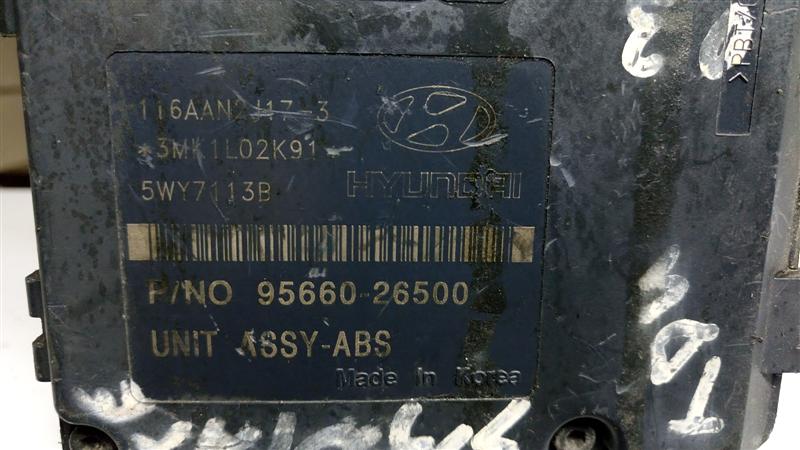 116AAN2J17-3
*3MK1L02K91*
5WY7113B
HYUNDAI
P/NO 95660-26500
UNIT ASSY-ABS
Made In Korea